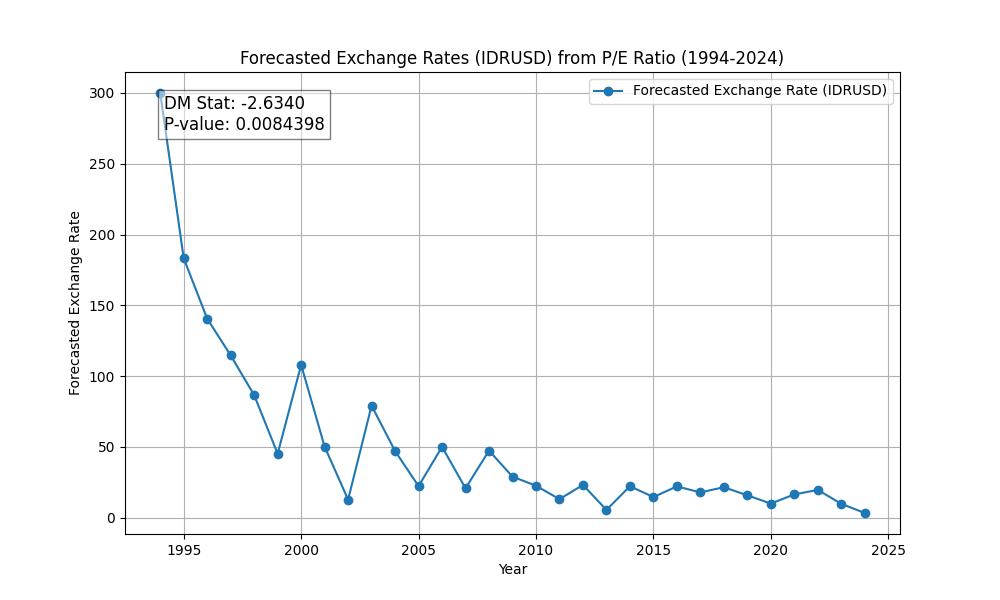 Forecasted Exchange Rates (IDRUSD) from P/E Ratio (1994-2024)
DM Stat: -2.6340
P-value: 0.0084398
Forecasted Exchange Rate (IDRUSD)
Forecasted Exchange Rate
300
250
200
150
100
50
0
1995 2000 2005 2010 2015 2020 2025
Year